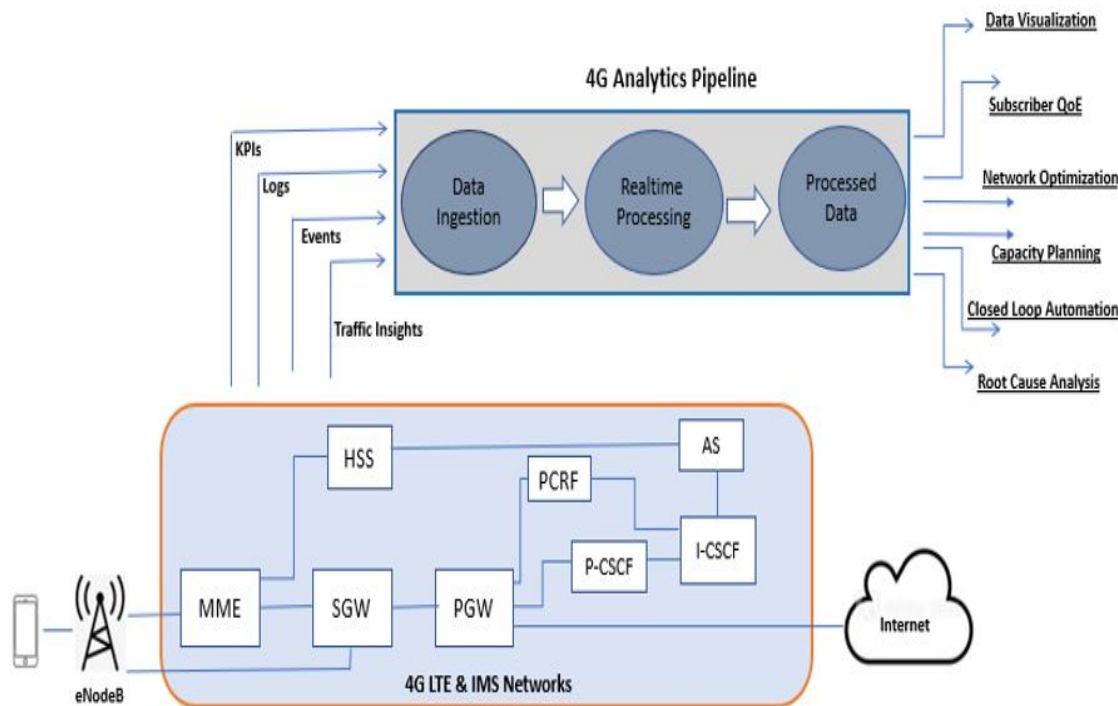 Data Visualization
4G Analytics Pipeline
Subscriber QoE
KPIs
Logs
Data
Ingestion
Realtime
Processing
Processed
Data
Network Optimization
Events
Capacity Planning
Traffic Insights
Closed Loop Automation
Root Cause Analysis
HSS
AS
PCRF
I-CSCF
P-CSCF
MME
SGW
PGW
Internet
eNodeB
4G LTE & IMS Networks